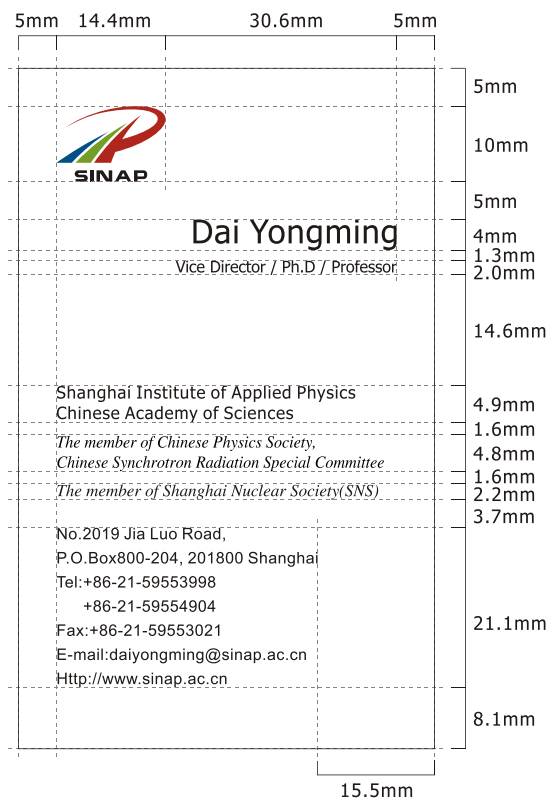 5mm 14.4mm 30.6mm 5mm
5mm
10mm
SINAP
5mm
Dai Yongming
4mm
1.3mm
Vice Director / Ph.D / Professor
2.0mm
14.6mm
Shanghai Institute of Applied Physics
4.9mm
Chinese Academy of Sciences
1.6mm
The member of Chinese Physics Society,
4.8mm
Chinese Synchrotron Radiation Special Committee
1.6mm
The member of Shanghai Nuclear Society(SNS)
2.2mm
3.7mm
No.2019 Jia Luo Road,
P.O.Box800-204, 201800 Shanghai
Tel:+86-21-59553998
+86-21-59554904
21.1mm
Fax:+86-21-59553021
E-mail:daiyongming@sinap.ac.cn
Http://www.sinap.ac.cn
8.1mm
15.5mm